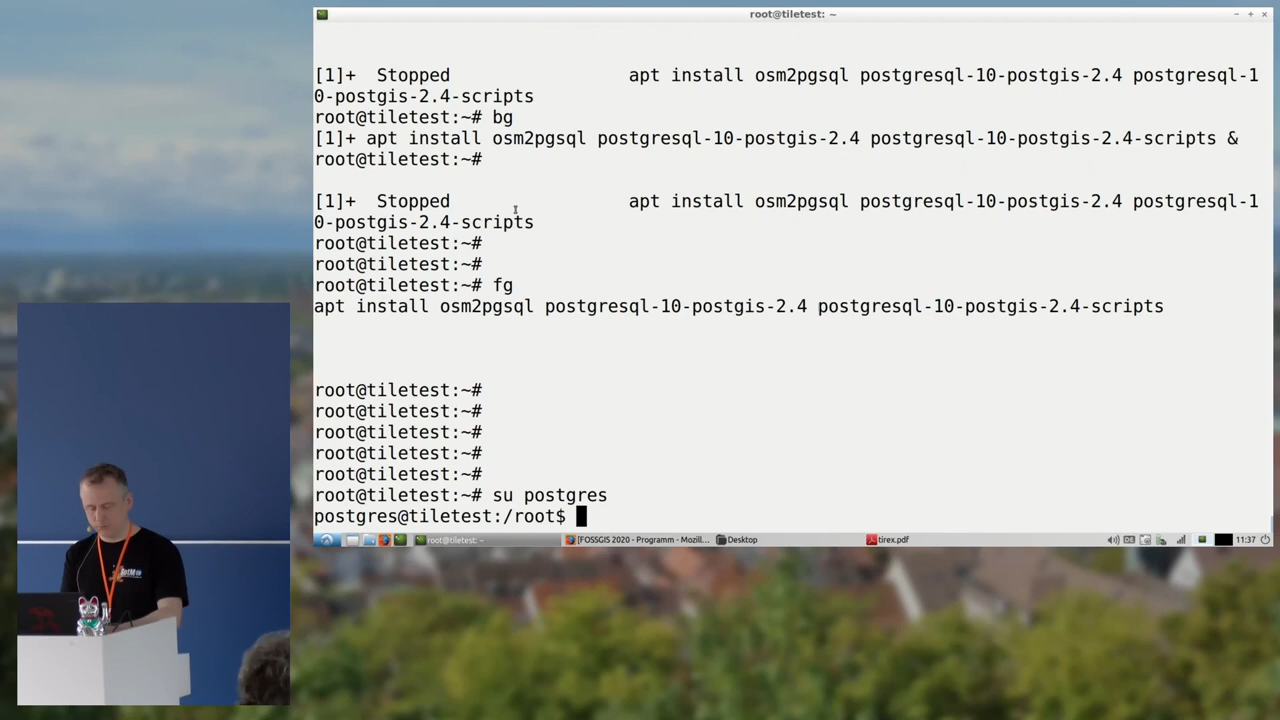 root@tiletest: ~
[1]+  Stopped                 apt install osm2pgsql postgresql-10-postgis-2.4 postgresql-1
0-postgis-2.4-scripts
root@tiletest:~# bg
[1]+ apt install osm2pgsql postgresql-10-postgis-2.4 postgresql-10-postgis-2.4-scripts &
root@tiletest:~#
[1]+  Stopped                 apt install osm2pgsql postgresql-10-postgis-2.4 postgresql-1
0-postgis-2.4-scripts
root@tiletest:~#
root@tiletest:~#
root@tiletest:~# fg
apt install osm2pgsql postgresql-10-postgis-2.4 postgresql-10-postgis-2.4-scripts
root@tiletest:~#
root@tiletest:~#
root@tiletest:~#
root@tiletest:~#
root@tiletest:~#
root@tiletest:~# su postgres
postgres@tiletest:/root$
root@tiletest: ~ [FOSSGIS 2020 - Programm - Mozill... Desktop tirex.pdf DE 11:37